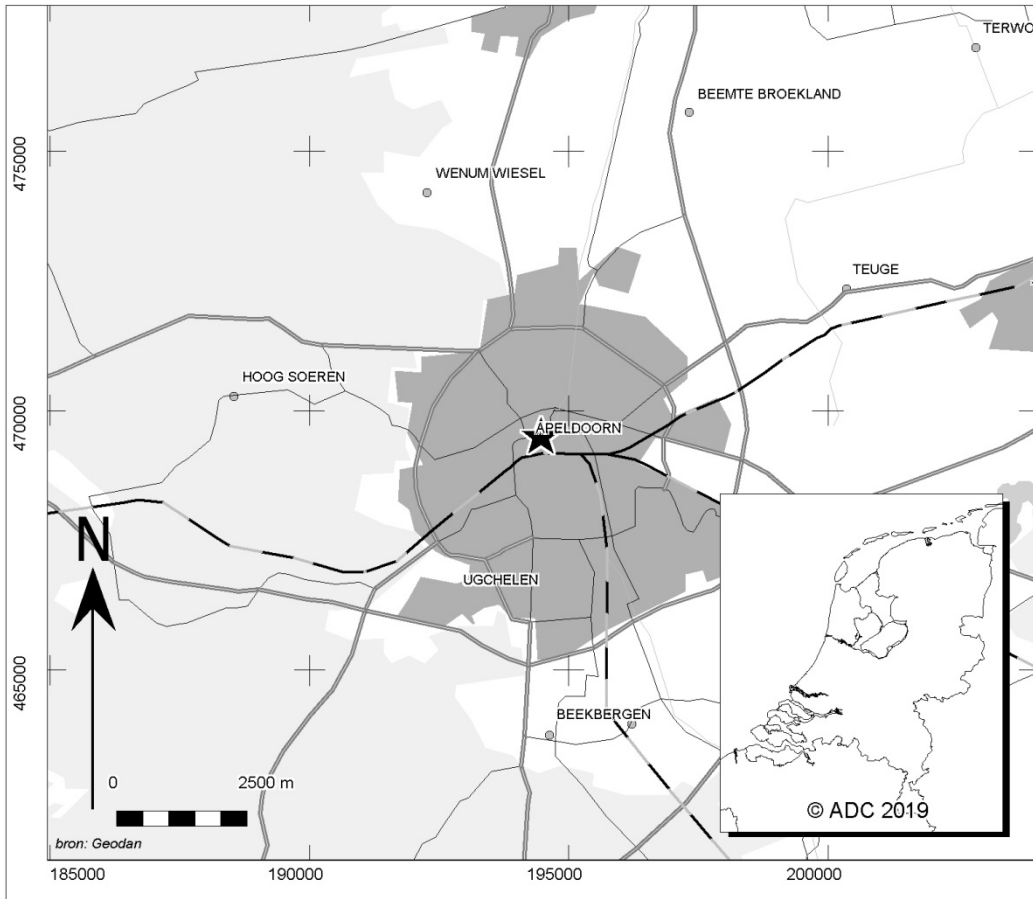 TERWO
BEEMTE BROEKLAND
475000
WENUM WIESEL
TEUGE
HOOG SOEREN
470000
APELDOORN
N
UGCHELEN
465000
BEEKBERGEN
0 2500 m
© ADC 2019
bron: Geodan
185000 190000 195000 200000